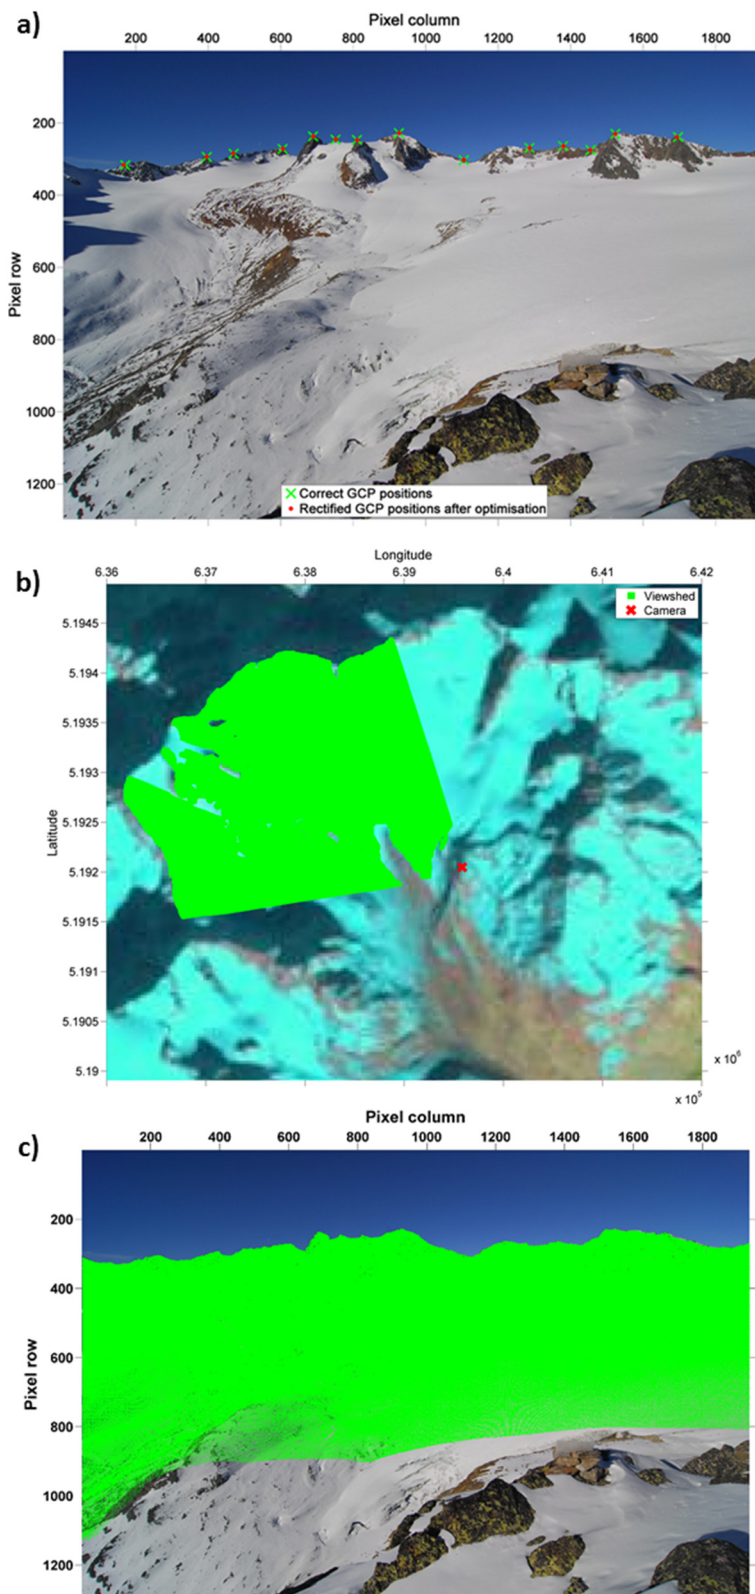 a)
Pixel column
200 400 600 800 1000 1200 1400 1600 1800
Pixel row
200
400
600
800
1000
1200
Correct GCP positions
Rectified GCP positions after optimisation
b)
Longitude
6.36 6.37 6.38 6.39 6.4 6.41 6.42
Viewshed
Camera
Latitude
5.1945
5.194
5.1935
5.193
5.1925
5.192
5.1915
5.191
5.1905
5.19
x 10⁶
x 10⁵
c)
Pixel column
200 400 600 800 1000 1200 1400 1600 1800
Pixel row
200
400
600
800
1000
1200